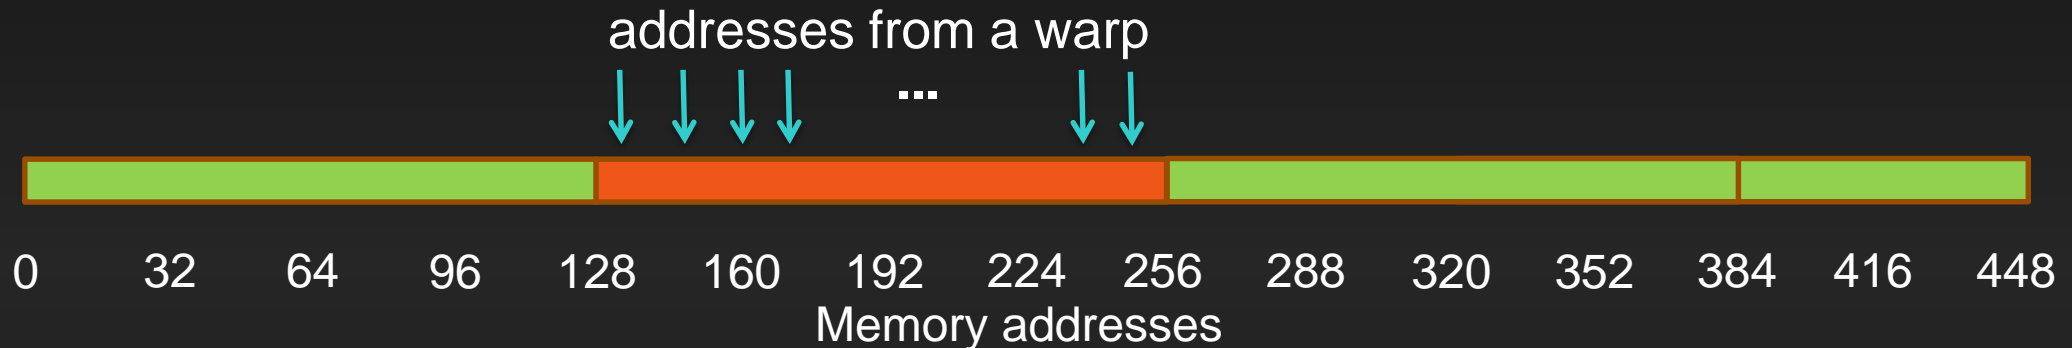 addresses from a warp
...
0 32 64 96 128 160 192 224 256 288 320 352 384 416 448
Memory addresses